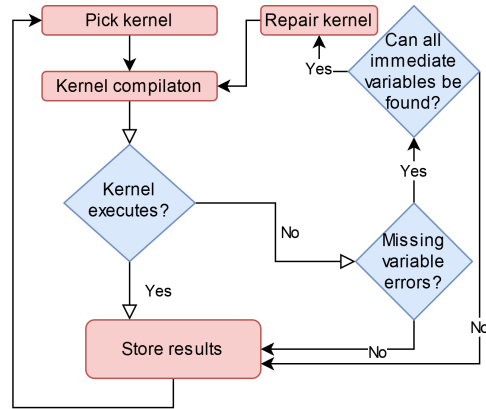 Pick kernel
Repair kernel
Can all
immediate
variables be
found?
Yes
Kernel compilaton
Yes
Kernel
executes?
No
Missing
variable
errors?
Yes
No
Store results
No